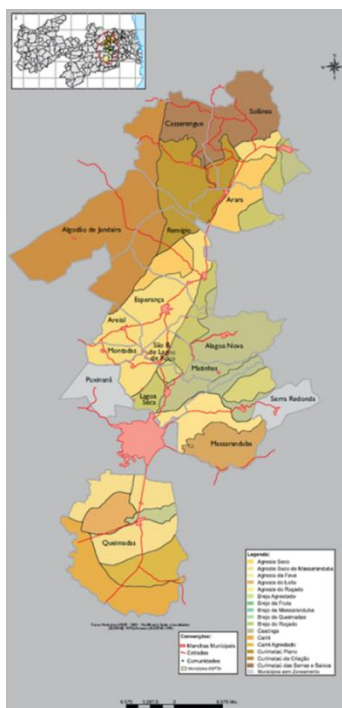 Solânea
Casserengue
Arara
Algodão de Jandaíra
Remígio
Esperança
Areial
São S.
de Lagoa
de Roça
Alagoa Nova
Montadas
Matinhas
Puxinanã
Lagoa
Seca
Serra Redonda
Massaranduba
Queimadas
Legenda:
Agreste Seco
Agreste Seco de Massaranduba
Agreste da Fava
Agreste do Leite
Agreste do Roçado
Brejo Agrestado
Brejo da Fruta
Brejo de Massaranduba
Brejo de Queimadas
Brejo do Roçado
Caatinga
Cariri
Cariri Agrestado
Curimataú Plano
Curimataú da Criação
Curimataú das Serras e Baixos
Municípios sem Zoneamento
Convenções:
Manchas Municipais
Estradas
Comunidades